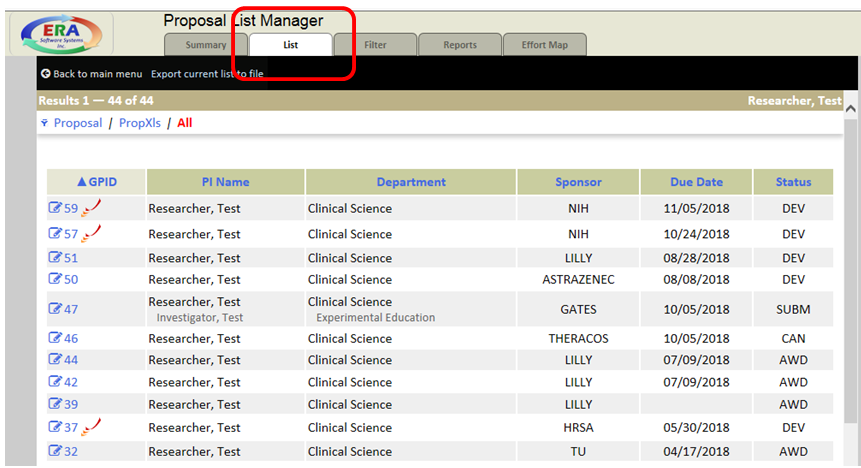 ERA
Software Systems
Inc.
Proposal List Manager
Summary List Filter Reports Effort Map
Back to main menu Export current list to file
Results 1 — 44 of 44 Researcher, Test
Proposal / PropXls / All
▲GPID PI Name Department Sponsor Due Date Status
59 Researcher, Test Clinical Science NIH 11/05/2018 DEV
57 Researcher, Test Clinical Science NIH 10/24/2018 DEV
51 Researcher, Test Clinical Science LILLY 08/28/2018 DEV
50 Researcher, Test Clinical Science ASTRAZENEC 08/08/2018 DEV
47 Researcher, Test Clinical Science GATES 10/05/2018 SUBM
Investigator, Test Experimental Education
46 Researcher, Test Clinical Science THERACOS 10/05/2018 CAN
44 Researcher, Test Clinical Science LILLY 07/09/2018 AWD
42 Researcher, Test Clinical Science LILLY 07/09/2018 AWD
39 Researcher, Test Clinical Science LILLY AWD
37 Researcher, Test Clinical Science HRSA 05/30/2018 DEV
32 Researcher, Test Clinical Science TU 04/17/2018 AWD